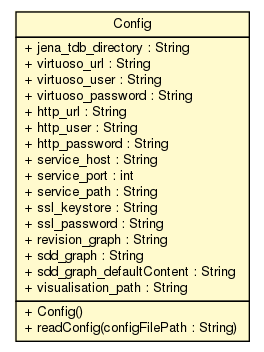 Config
+ jena_tdb_directory : String
+ virtuoso_url : String
+ virtuoso_user : String
+ virtuoso_password : String
+ http_url : String
+ http_user : String
+ http_password : String
+ service_host : String
+ service_port : int
+ service_path : String
+ ssl_keystore : String
+ ssl_password : String
+ revision_graph : String
+ sdd_graph : String
+ sdd_graph_defaultContent : String
+ visualisation_path : String
+ Config()
+ readConfig(configFilePath : String)